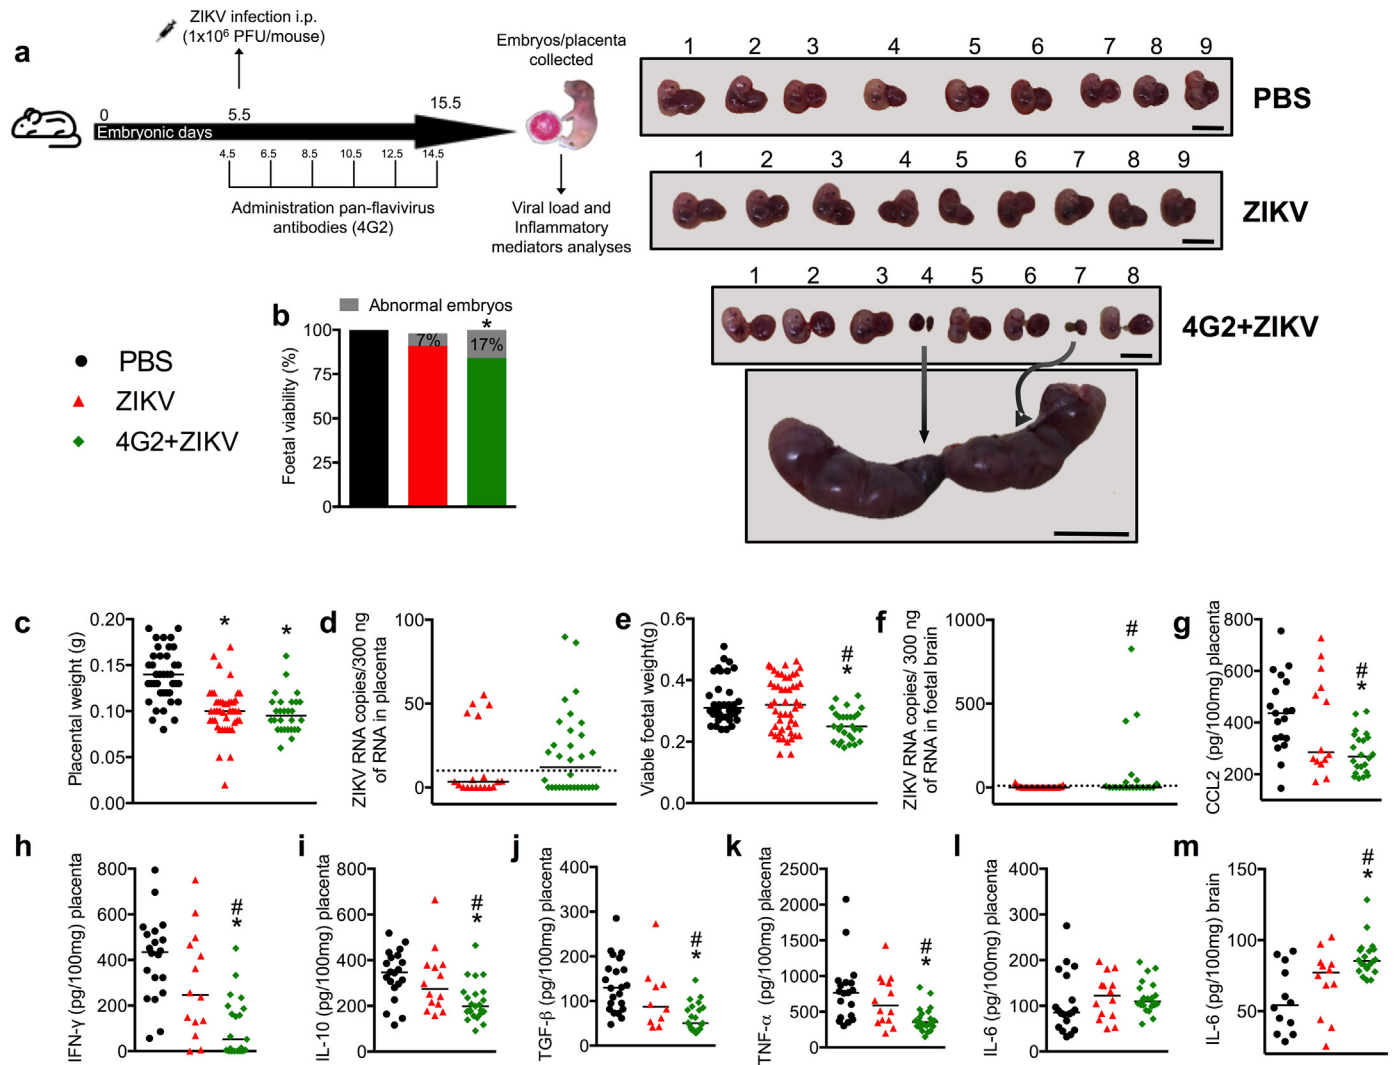 a
ZIKV infection i.p.
(1x10⁶ PFU/mouse)
Embryos/placenta
collected
0
5.5
15.5
Embryonic days
4.5 6.5 8.5 10.5 12.5 14.5
Administration pan-flavivirus
antibodies (4G2)
Viral load and
Inflammatory
mediators analyses
1 2 3 4 5 6 7 8 9
PBS
1 2 3 4 5 6 7 8 9
ZIKV
1 2 3 4 5 6 7 8
4G2+ZIKV
PBS
ZIKV
4G2+ZIKV
b
Abnormal embryos
Foetal viability (%)
100
75
50
25
0
7%
*
17%
c
Placental weight (g)
0.20
0.15
0.10
0.05
0.00
*
*
d
ZIKV RNA copies/300 ng
of RNA in placenta
100
50
0
e
Viable foetal weight(g)
0.6
0.4
0.2
0.0
#
*
f
ZIKV RNA copies/ 300 ng
of RNA in foetal brain
1000
500
0
#
g
CCL2 (pg/100mg) placenta
800
600
400
200
#
*
h
IFN-γ (pg/100mg) placenta
800
600
400
200
0
#
*
i
IL-10 (pg/100mg) placenta
800
600
400
200
0
#
*
j
TGF-β (pg/100mg) placenta
400
300
200
100
0
#
*
k
TNF-α (pg/100mg) placenta
2500
2000
1500
1000
500
0
#
*
l
IL-6 (pg/100mg) placenta
400
300
200
100
0
m
IL-6 (pg/100mg) brain
150
100
50
#
*